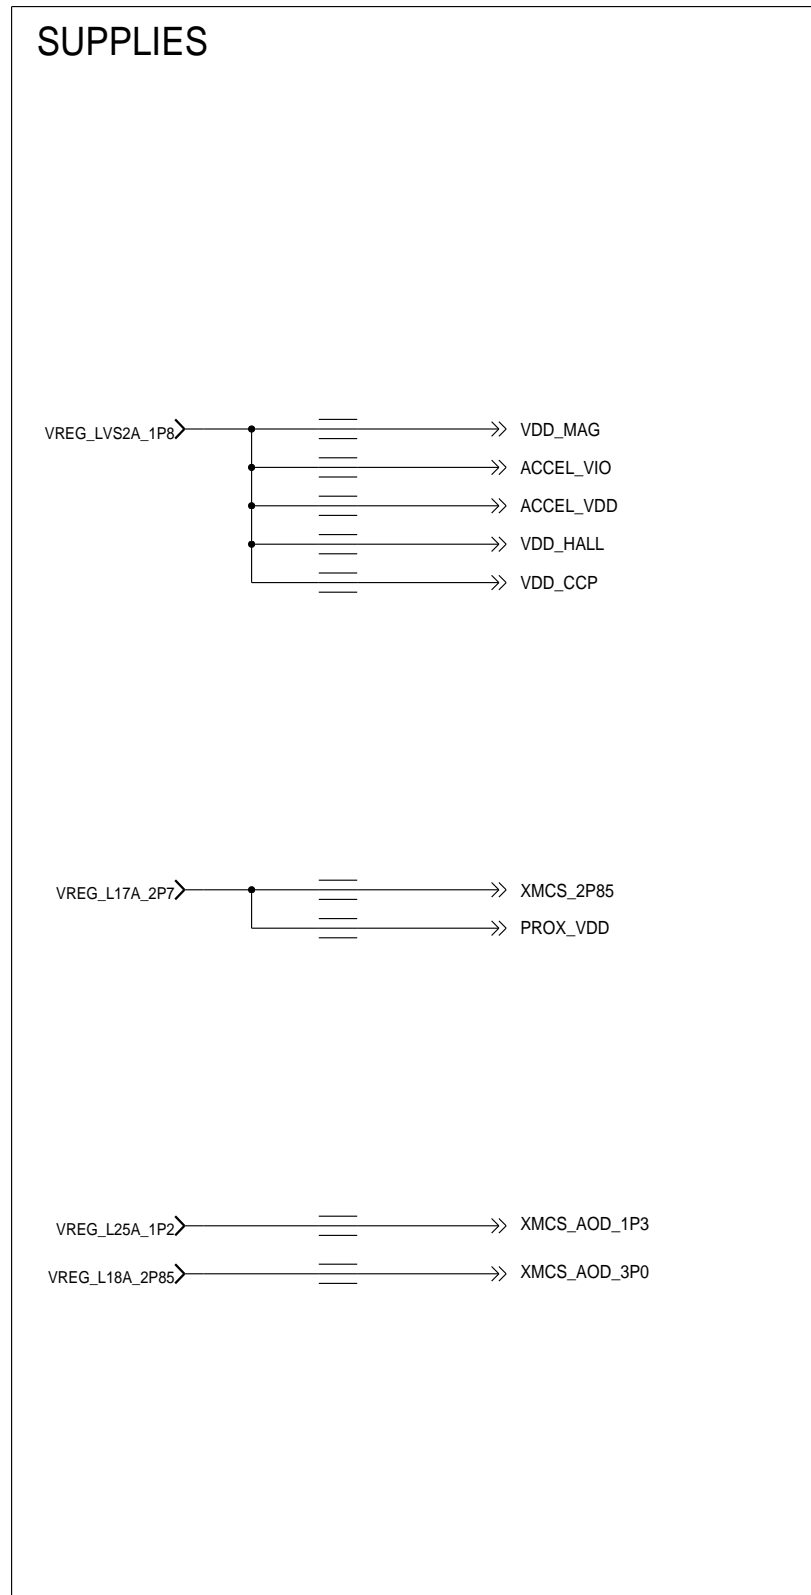 SUPPLIES
VREG_LVS2A_1P8
VDD_MAG
ACCEL_VIO
ACCEL_VDD
VDD_HALL
VDD_CCP
VREG_L17A_2P7
XMCS_2P85
PROX_VDD
VREG_L25A_1P2
XMCS_AOD_1P3
VREG_L18A_2P85
XMCS_AOD_3P0